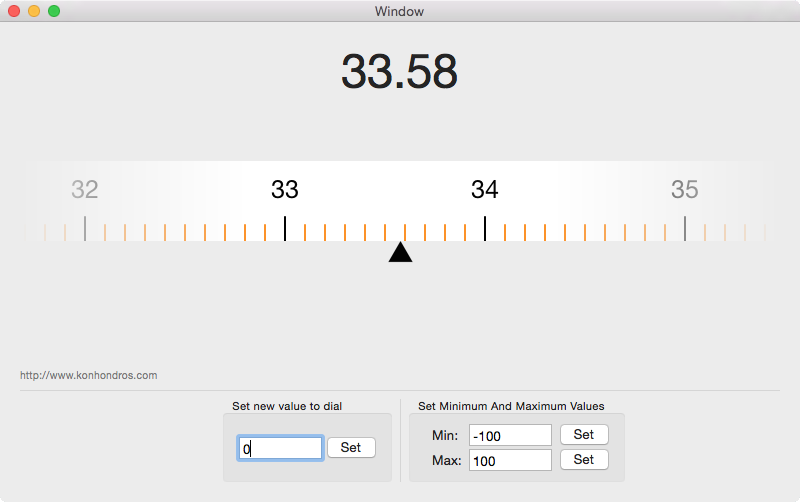 Window
33.58
32 33 34 35
http://www.konhondros.com
Set new value to dial
0 Set
Set Minimum And Maximum Values
Min: -100 Set
Max: 100 Set